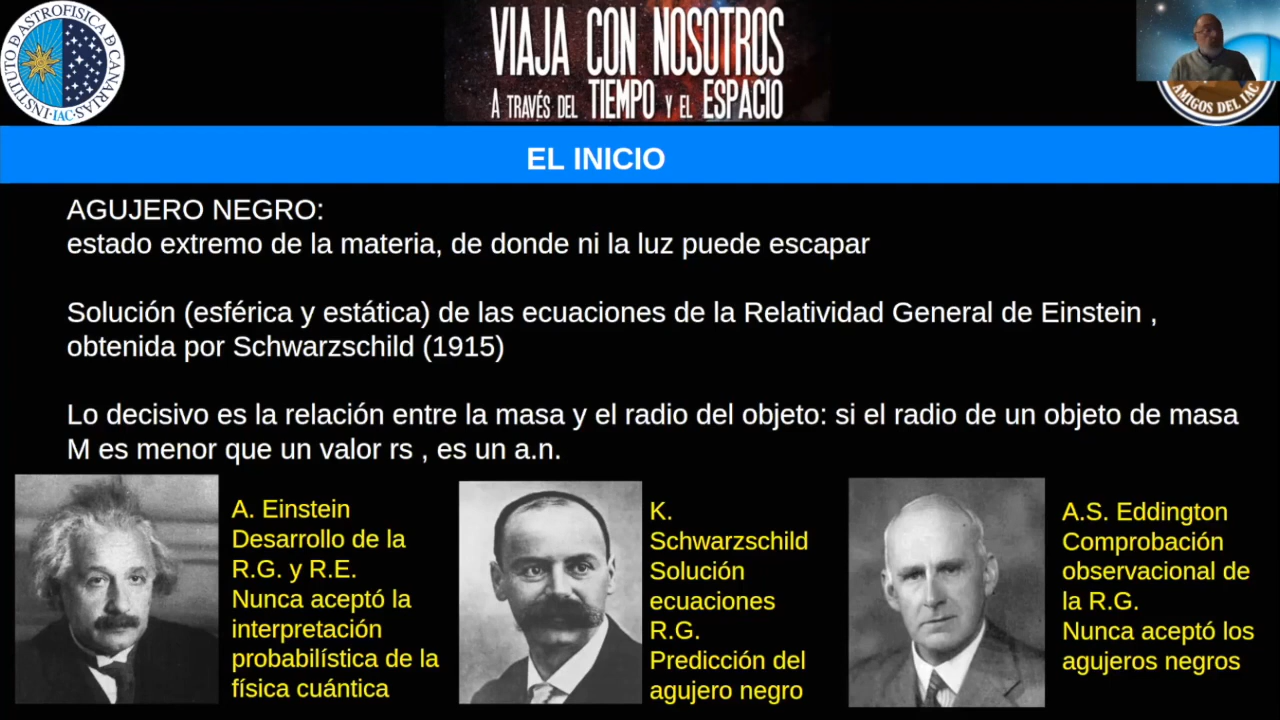 INSTITUTO D ASTROFISICA D CANARIAS
·IAC·
VIAJA CON NOSOTROS
A TRAVÉS DEL TIEMPO Y EL ESPACIO
AMIGOS DEL IAC
EL INICIO
AGUJERO NEGRO:
estado extremo de la materia, de donde ni la luz puede escapar
Solución (esférica y estática) de las ecuaciones de la Relatividad General de Einstein ,
obtenida por Schwarzschild (1915)
Lo decisivo es la relación entre la masa y el radio del objeto: si el radio de un objeto de masa
M es menor que un valor rs , es un a.n.
A. Einstein
Desarrollo de la
R.G. y R.E.
Nunca aceptó la
interpretación
probabilística de la
física cuántica
K.
Schwarzschild
Solución
ecuaciones
R.G.
Predicción del
agujero negro
A.S. Eddington
Comprobación
observacional de
la R.G.
Nunca aceptó los
agujeros negros